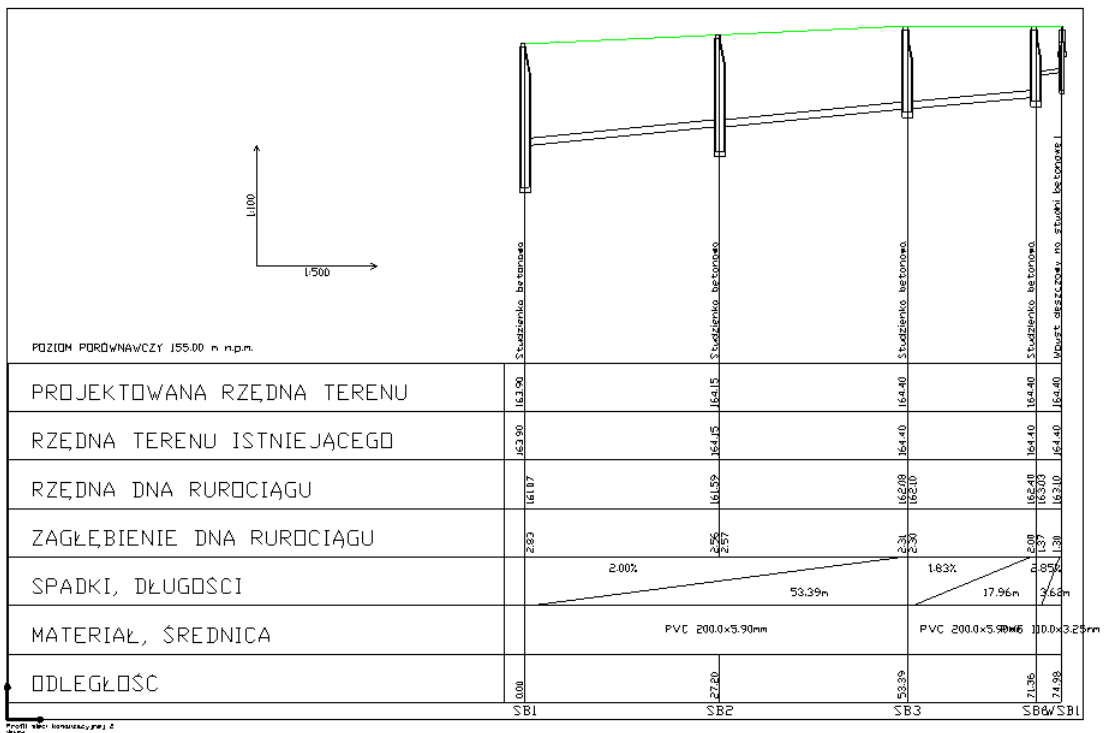 1:100
1:500
Studzienka betonowa
Studzienka betonowa
Studzienka betonowa
Studzienka betonowa
Wpust deszczowy na studni betonowej
POZIOM PORÓWNAWCZY 155.00 m n.p.m.
PROJEKTOWANA RZĘDNA TERENU
163.90 164.15 164.40 164.40 164.40
RZĘDNA TERENU ISTNIEJĄCEGO
163.90 164.15 164.40 164.40 164.40
RZĘDNA DNA RUROCIĄGU
161.07 161.59 162.08 162.10 162.40 163.03 163.10
ZAGŁĘBIENIE DNA RUROCIĄGU
2.83 2.56 2.57 2.31 2.30 2.00 1.37 1.30
SPADKI, DŁUGOŚCI
2.00% 1.83%
53.39m 17.96m 3.62m
MATERIAŁ, ŚREDNICA
PVC 200.0x5.90mm PVC 200.0x5.90mm 110.0x3.25mm
ODLEGŁOŚĆ
0.00 27.20 53.39 71.36 74.98
SB1 SB2 SB3 SB6 WSB1
Profil sieci kanalizacyjnej 2